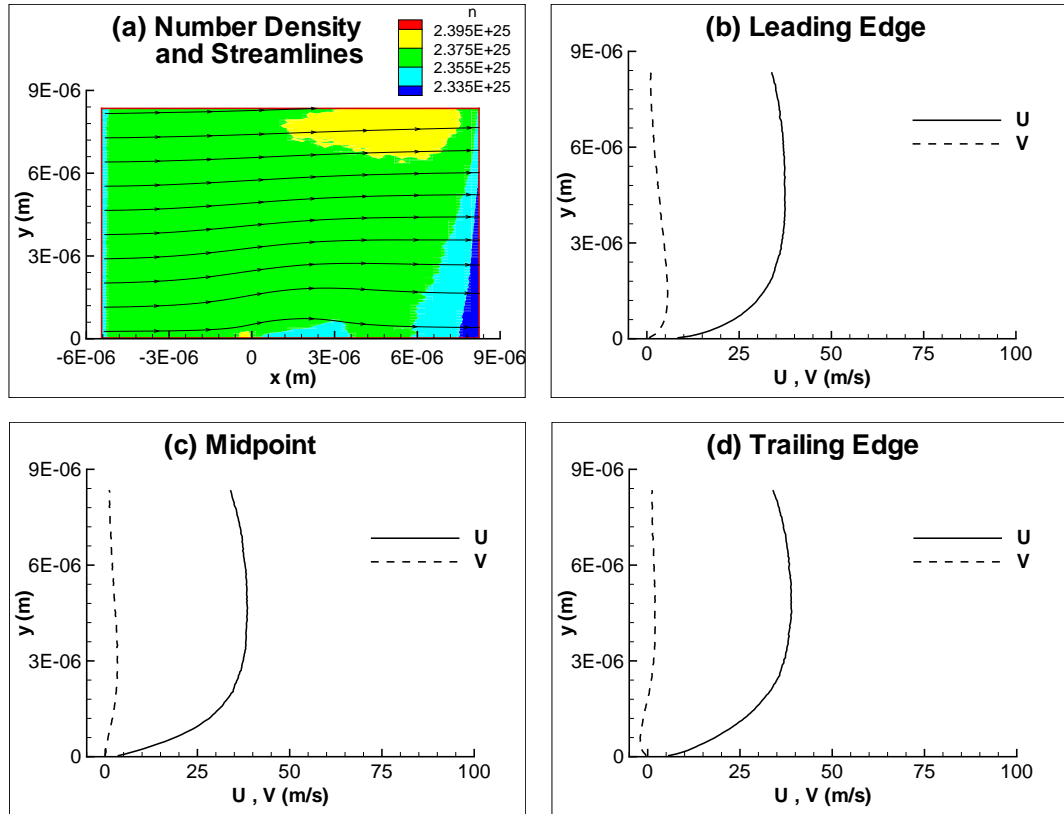 (a) Number Density
and Streamlines
n
2.395E+25
2.375E+25
2.355E+25
2.335E+25
9E-06
6E-06
3E-06
0
y (m)
-6E-06 -3E-06 0 3E-06 6E-06 9E-06
x (m)
(b) Leading Edge
9E-06
6E-06
3E-06
0
y (m)
U
V
0 25 50 75 100
U , V (m/s)
(c) Midpoint
9E-06
6E-06
3E-06
0
y (m)
U
V
0 25 50 75 100
U , V (m/s)
(d) Trailing Edge
9E-06
6E-06
3E-06
0
y (m)
U
V
0 25 50 75 100
U , V (m/s)